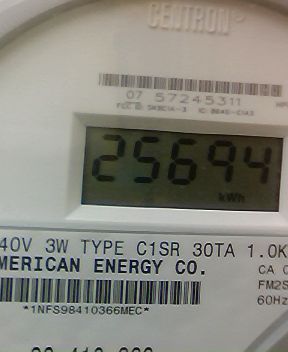 CENTRON
07 57245311
25694
kWh
40V 3W TYPE C1SR 30TA 1.0K
MERICAN ENERGY CO.
CA 0
FM2S
60Hz
*1NFS98410366MEC*